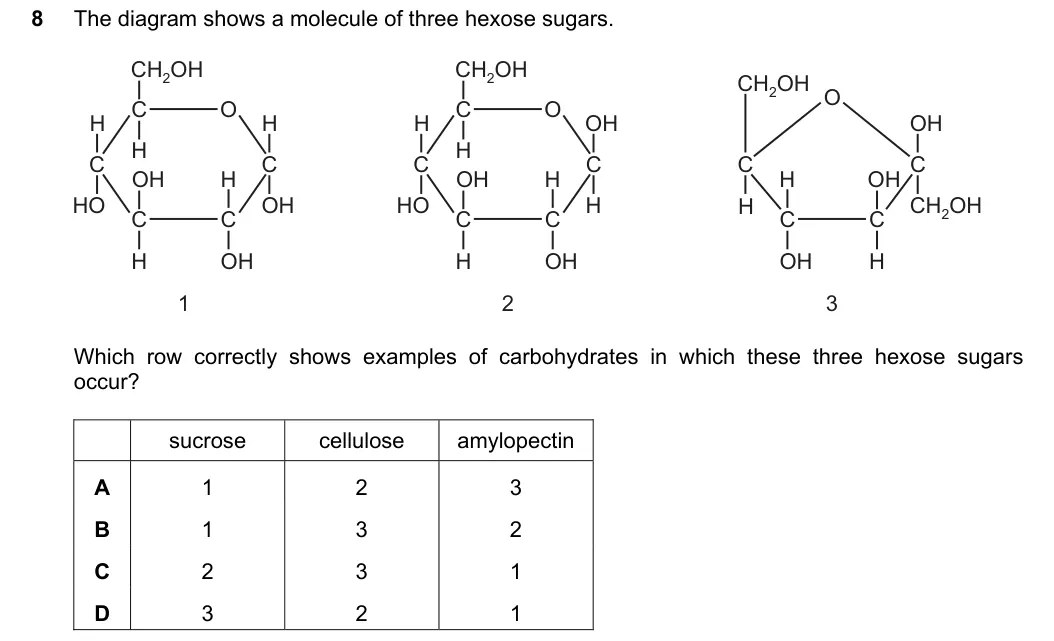 8 The diagram shows a molecule of three hexose sugars.
CH2OH CH2OH CH2OH
C O C O O
H H H OH OH
H H
C C C C C C
OH H OH H H OH
HO OH HO H H CH2OH
C C C C C C
H OH H OH OH H
1 2 3
Which row correctly shows examples of carbohydrates in which these three hexose sugars
occur?
sucrose cellulose amylopectin
A 1 2 3
B 1 3 2
C 2 3 1
D 3 2 1